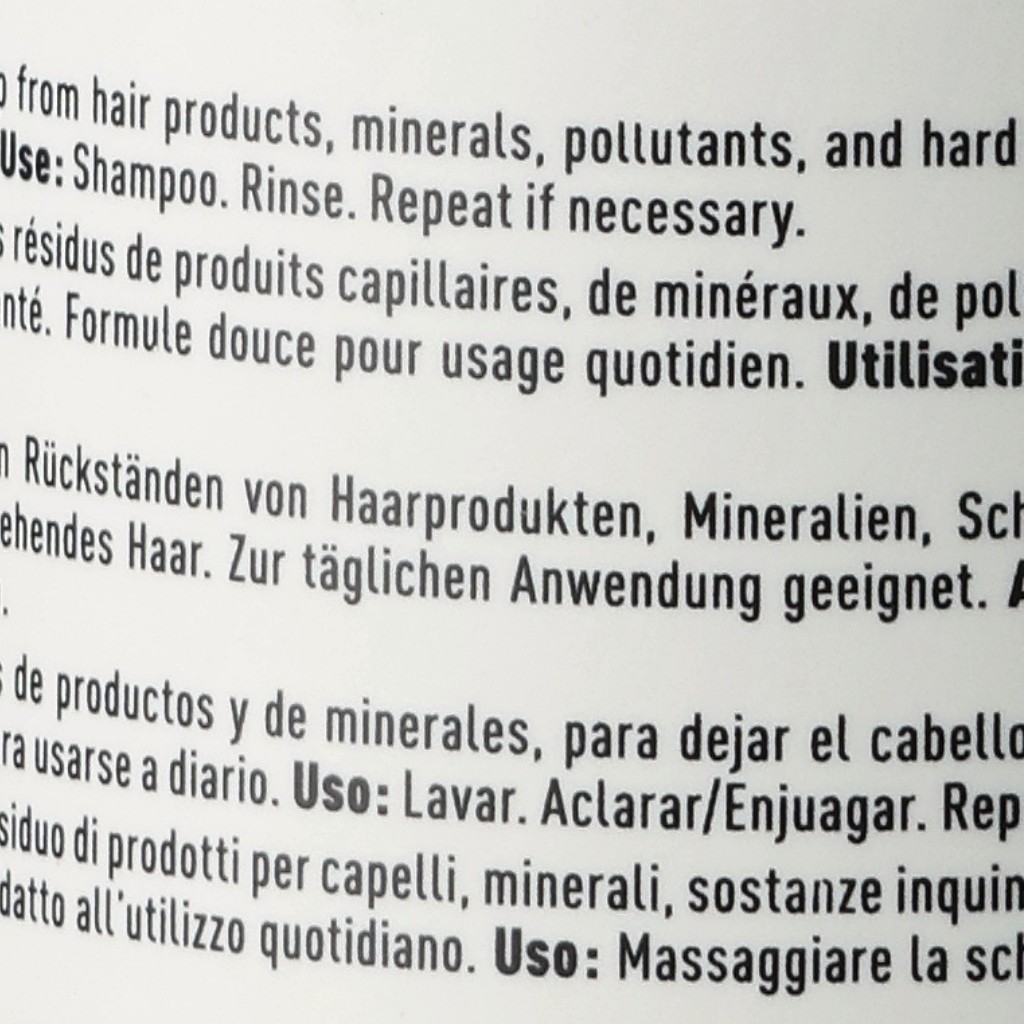 from hair products, minerals, pollutants, and hard
Use: Shampoo. Rinse. Repeat if necessary.
résidus de produits capillaires, de minéraux, de pol
nté. Formule douce pour usage quotidien. Utilisati
n Rückständen von Haarprodukten, Mineralien, Sch
ehendes Haar. Zur täglichen Anwendung geeignet. A
s de productos y de minerales, para dejar el cabello
ra usarse a diario. Uso: Lavar. Aclarar/Enjuagar. Rep
siduo di prodotti per capelli, minerali, sostanze inquin
datto all'utilizzo quotidiano. Uso: Massaggiare la sch